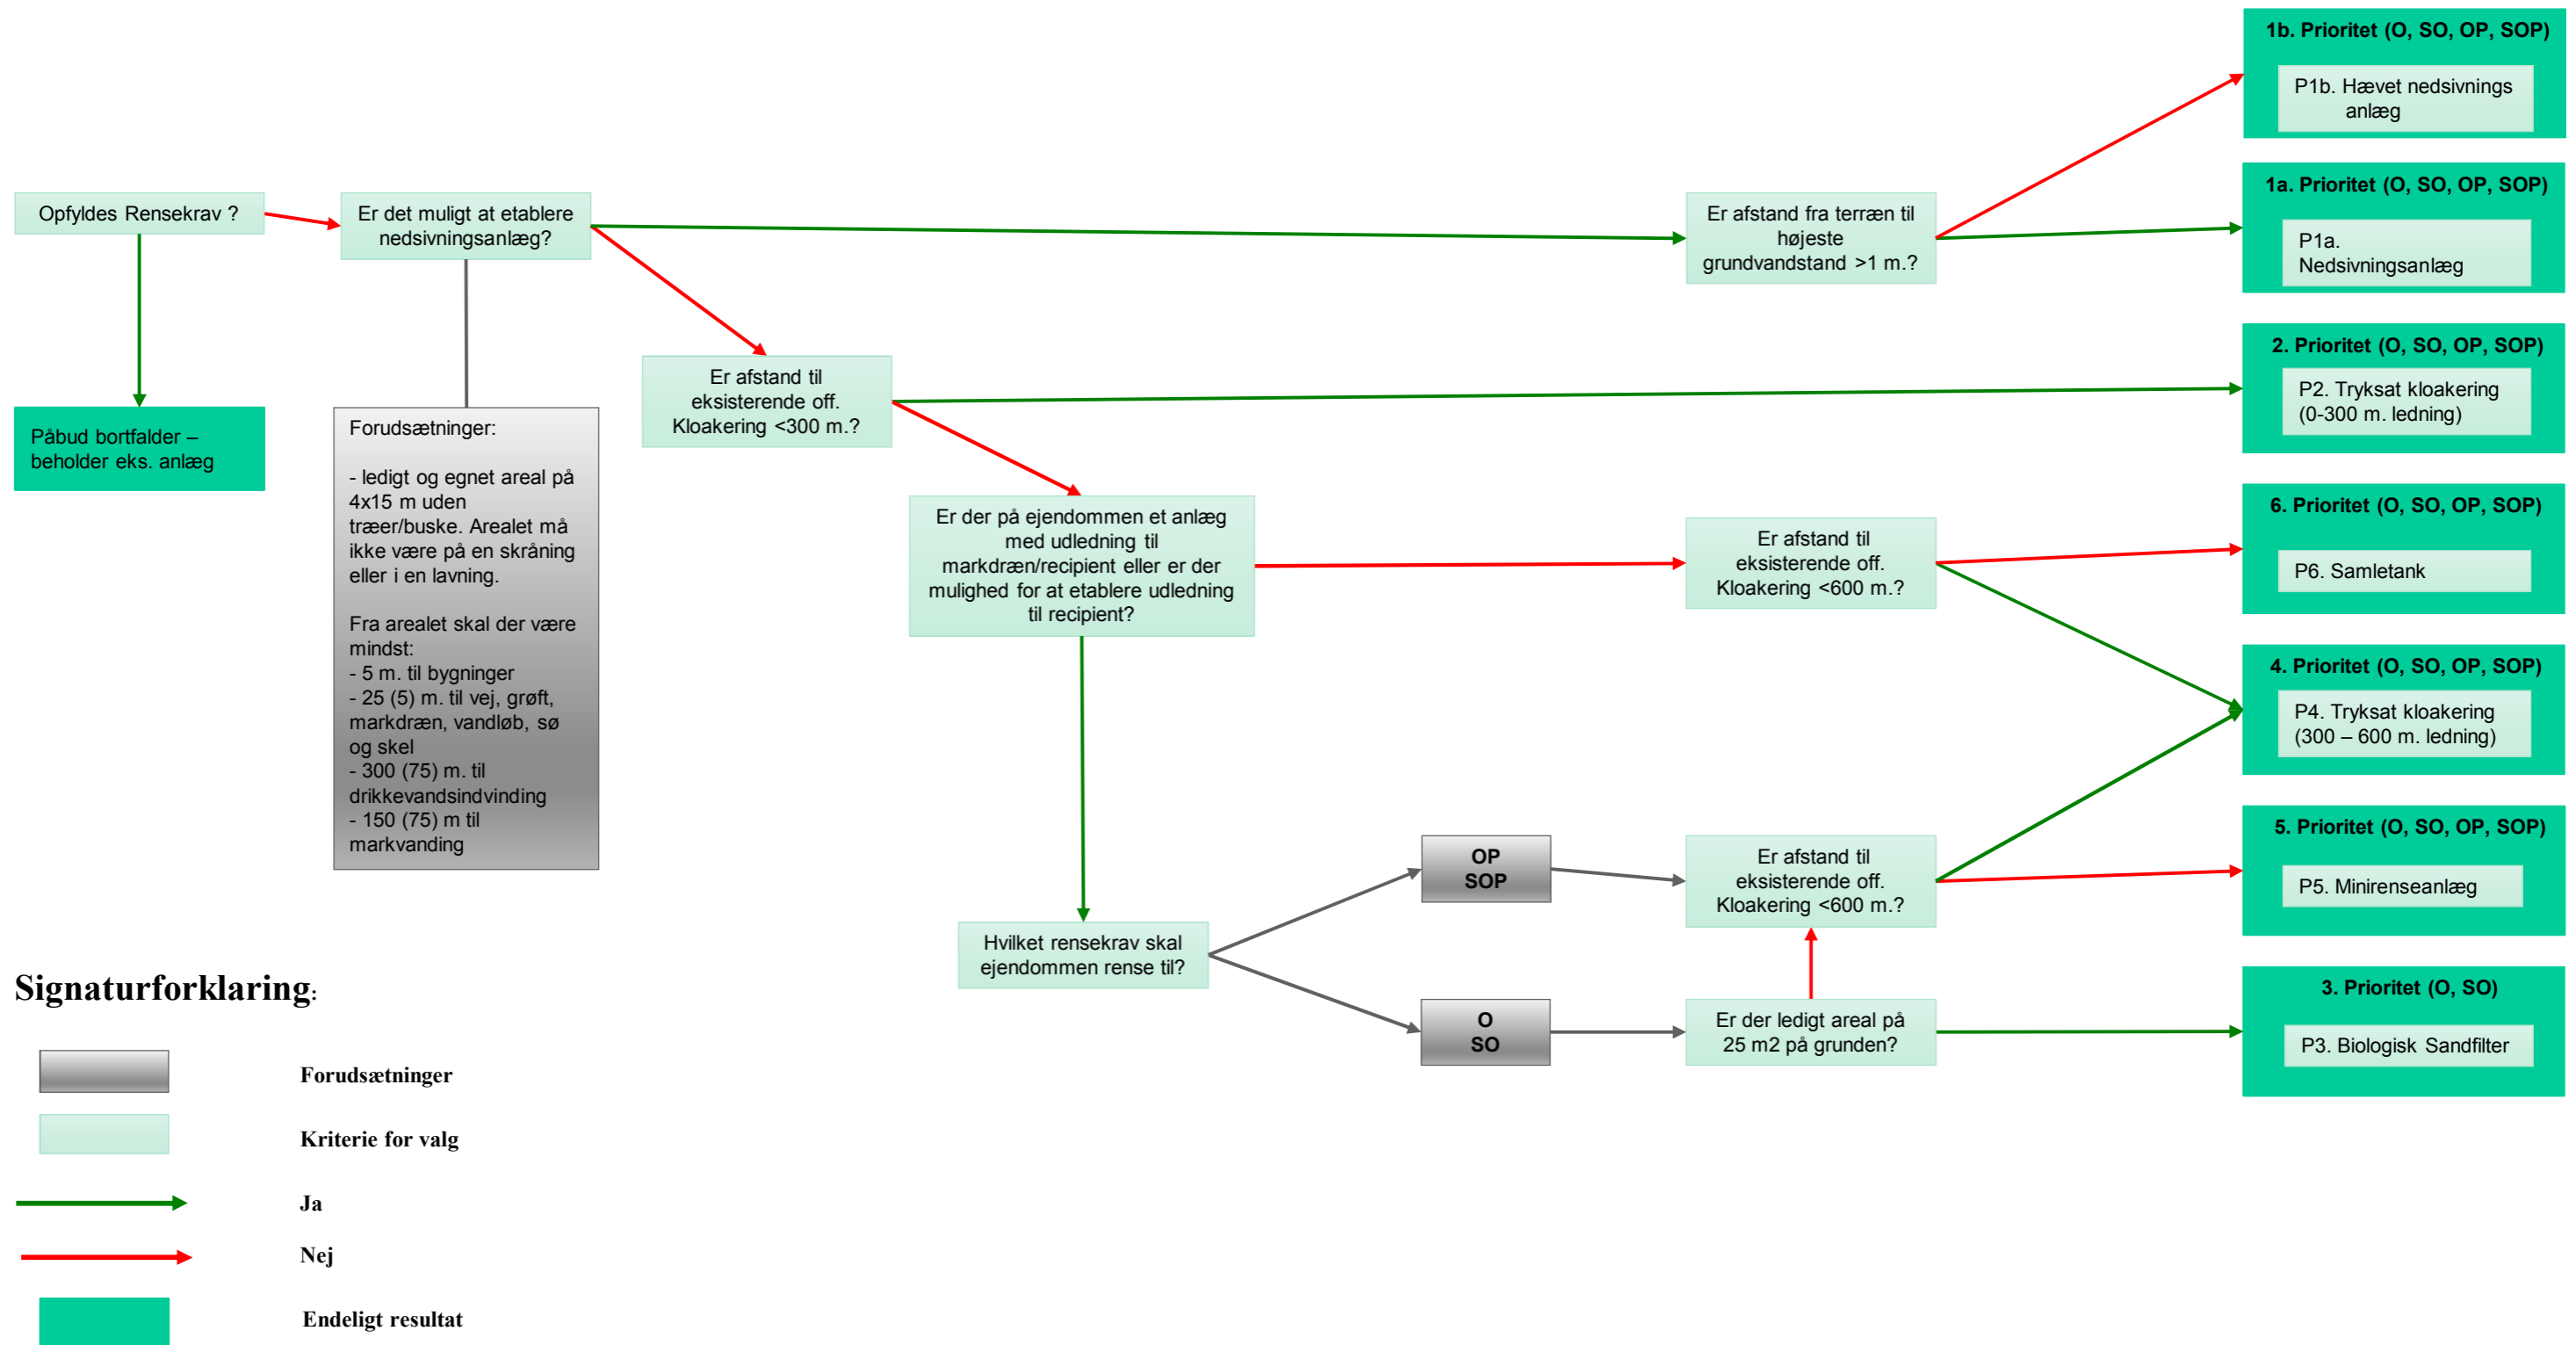 1b. Prioritet (O, SO, OP, SOP)
P1b. Hævet nedsivnings
anlæg
1a. Prioritet (O, SO, OP, SOP)
P1a.
Nedsivningsanlæg
Opfyldes Rensekrav ?
Er det muligt at etablere
nedsivningsanlæg?
Er afstand fra terræn til
højeste
grundvandstand >1 m.?
2. Prioritet (O, SO, OP, SOP)
P2. Tryksat kloakering
(0-300 m. ledning)
Er afstand til
eksisterende off.
Kloakering <300 m.?
Påbud bortfalder –
beholder eks. anlæg
Forudsætninger:
- ledigt og egnet areal på
4x15 m uden
træer/buske. Arealet må
ikke være på en skråning
eller i en lavning.
Fra arealet skal der være
mindst:
- 5 m. til bygninger
- 25 (5) m. til vej, grøft,
markdræn, vandløb, sø
og skel
- 300 (75) m. til
drikkevandsindvinding
- 150 (75) m til
markvanding
Er der på ejendommen et anlæg
med udledning til
markdræn/recipient eller er der
mulighed for at etablere udledning
til recipient?
Er afstand til
eksisterende off.
Kloakering <600 m.?
6. Prioritet (O, SO, OP, SOP)
P6. Samletank
4. Prioritet (O, SO, OP, SOP)
P4. Tryksat kloakering
(300 – 600 m. ledning)
OP
SOP
Er afstand til
eksisterende off.
Kloakering <600 m.?
5. Prioritet (O, SO, OP, SOP)
P5. Minirenseanlæg
Hvilket rensekrav skal
ejendommen rense til?
O
SO
Er der ledigt areal på
25 m2 på grunden?
3. Prioritet (O, SO)
P3. Biologisk Sandfilter
Signaturforklaring:
Forudsætninger
Kriterie for valg
Ja
Nej
Endeligt resultat